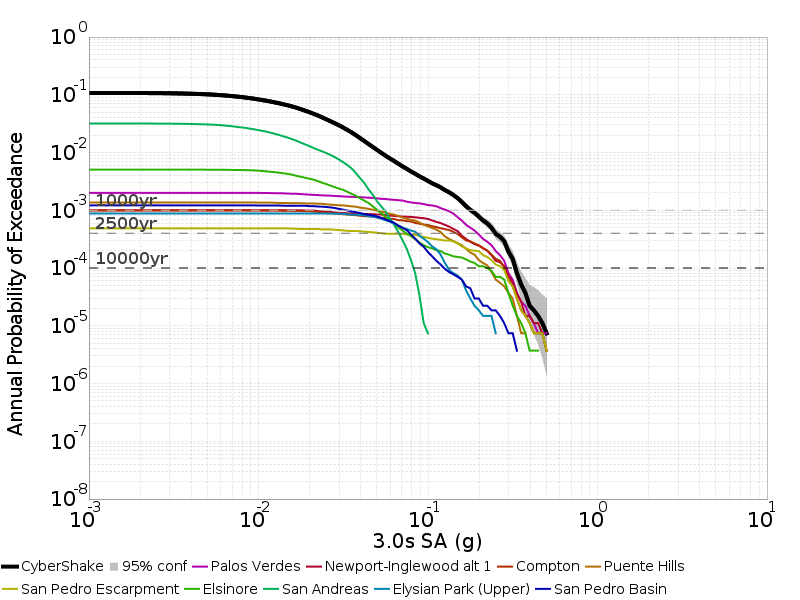 10^0
10^-1
10^-2
10^-3
10^-4
10^-5
10^-6
10^-7
10^-8
Annual Probability of Exceedance
1000yr
2500yr
10000yr
10^-3 10^-2 10^-1 10^0 10^1
3.0s SA (g)
CyberShake 95% conf Palos Verdes Newport-Inglewood alt 1 Compton Puente Hills
San Pedro Escarpment Elsinore San Andreas Elysian Park (Upper) San Pedro Basin